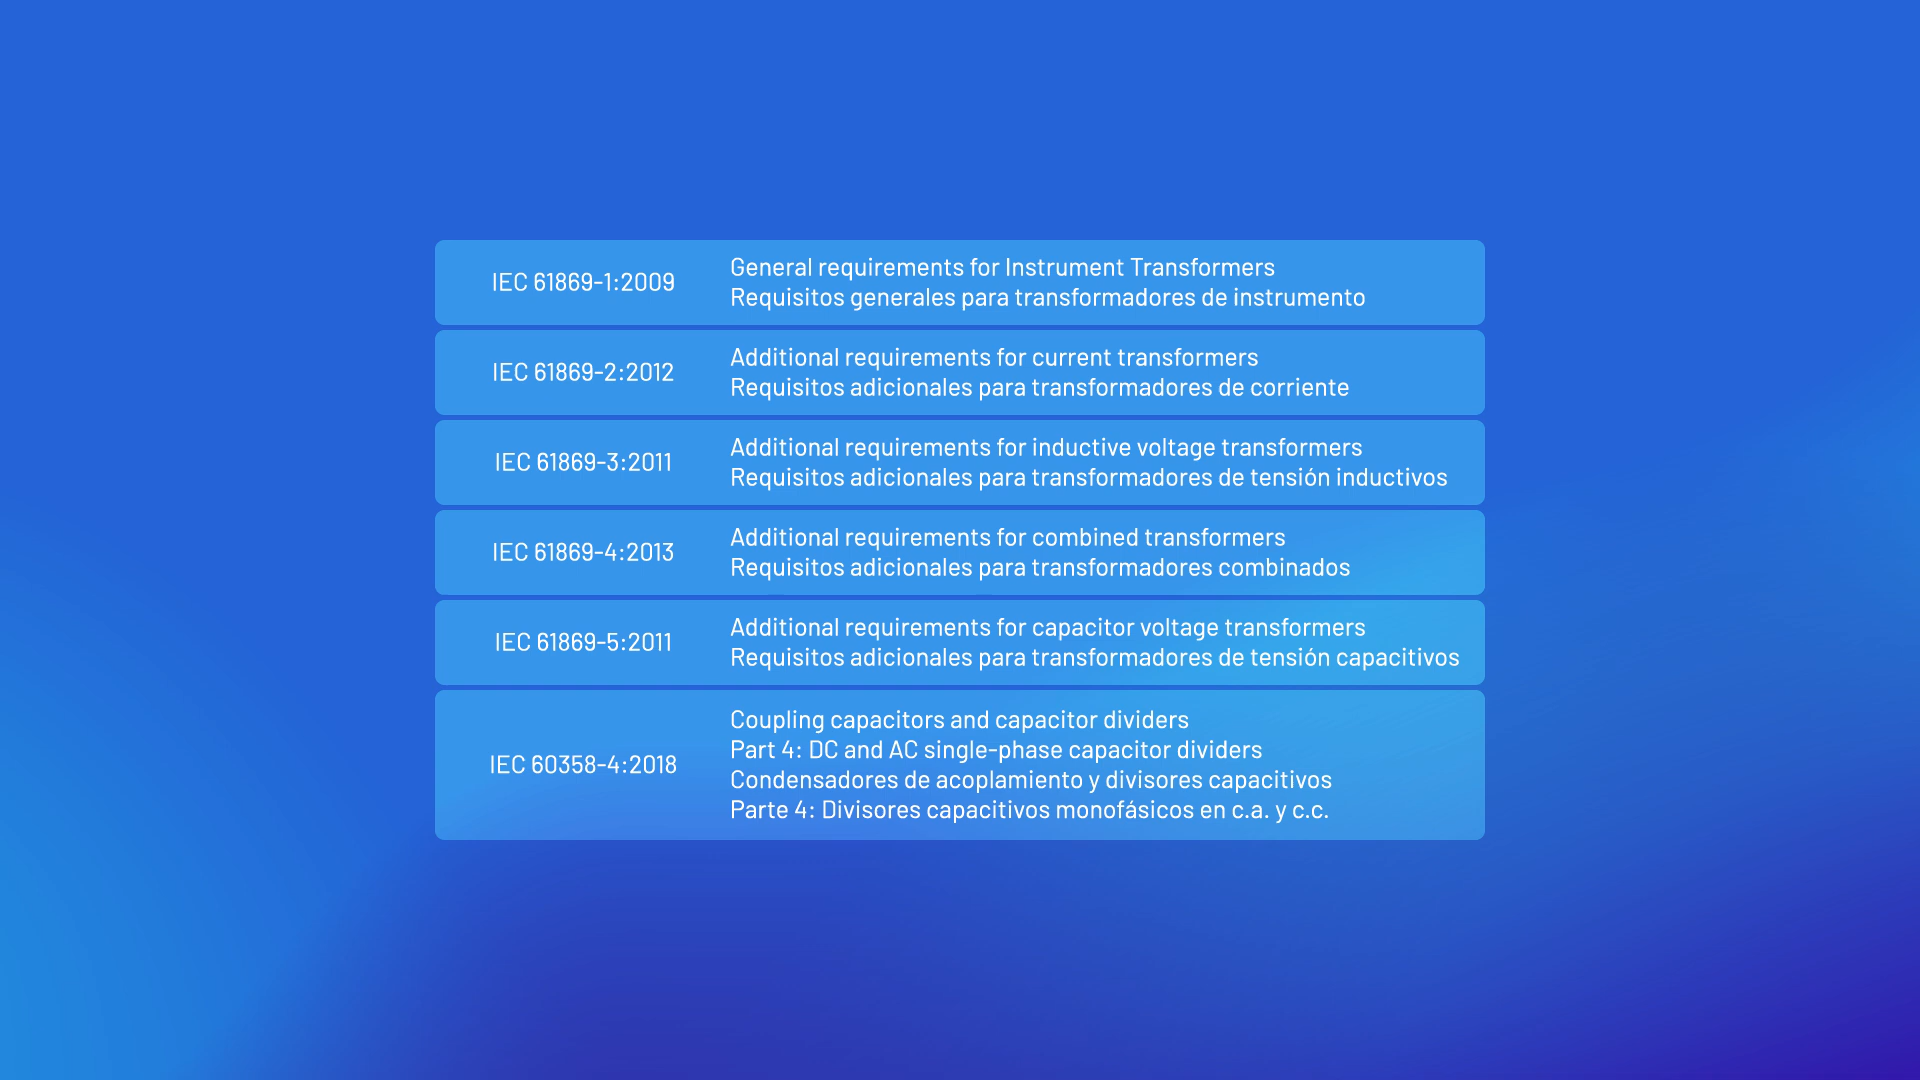 IEC 61869-1:2009
General requirements for Instrument Transformers
Requisitos generales para transformadores de instrumento
IEC 61869-2:2012
Additional requirements for current transformers
Requisitos adicionales para transformadores de corriente
IEC 61869-3:2011
Additional requirements for inductive voltage transformers
Requisitos adicionales para transformadores de tensión inductivos
IEC 61869-4:2013
Additional requirements for combined transformers
Requisitos adicionales para transformadores combinados
IEC 61869-5:2011
Additional requirements for capacitor voltage transformers
Requisitos adicionales para transformadores de tensión capacitivos
IEC 60358-4:2018
Coupling capacitors and capacitor dividers
Part 4: DC and AC single-phase capacitor dividers
Condensadores de acoplamiento y divisores capacitivos
Parte 4: Divisores capacitivos monofásicos en c.a. y c.c.